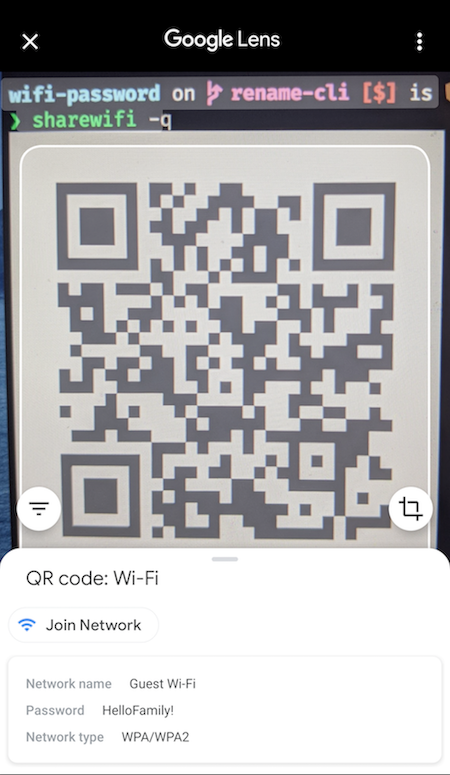 Google Lens
wifi-password on rename-cli [$] is
❯ sharewifi -q
QR code: Wi-Fi
Join Network
Network name Guest Wi-Fi
Password HelloFamily!
Network type WPA/WPA2